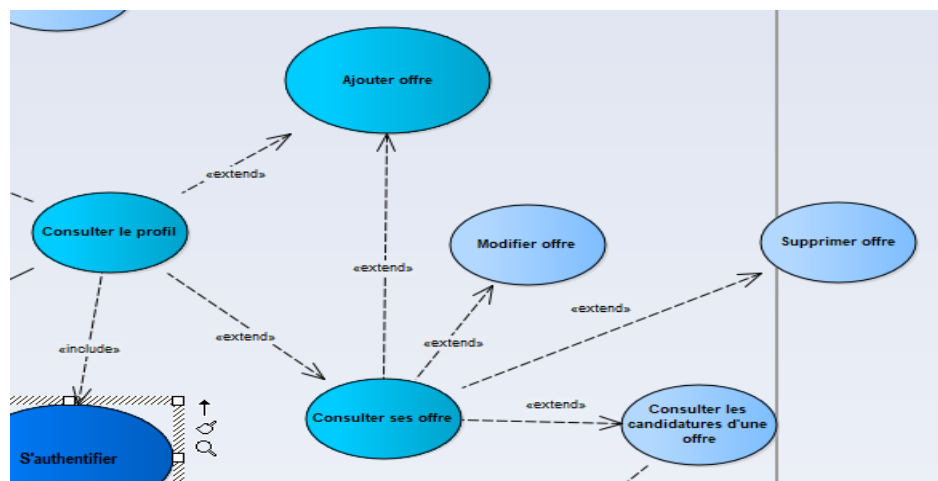 Ajouter offre
«extend»
Consulter le profil
Modifier offre
Supprimer offre
«extend»
«extend»
«extend»
«extend»
«include»
Consulter ses offre
«extend»
Consulter les
candidatures d'une
offre
S'authentifier